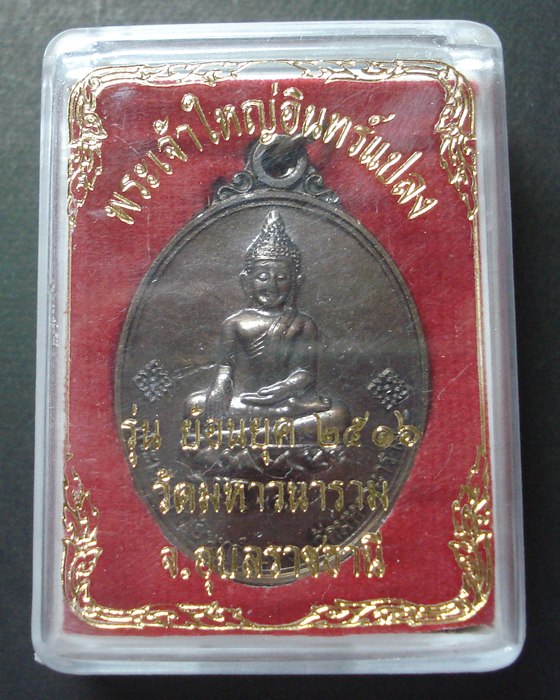 พระเจ้าใหญ่อินทร์แปลง
รุ่น ย้อนยุค ๒๕๑๖
วัดมหาวนาราม
จ.อุบลราชธานี